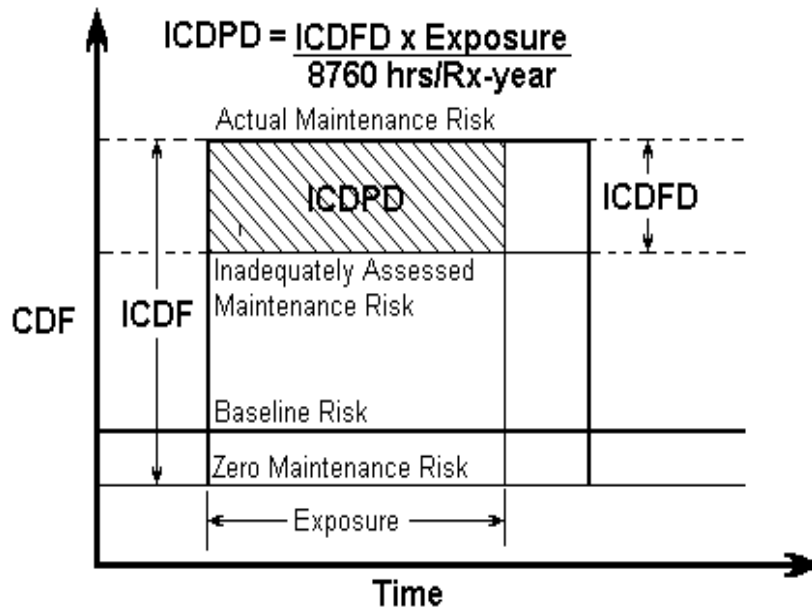 ICDPD = ICDFD x Exposure
8760 hrs/Rx-year
Actual Maintenance Risk
ICDPD
ICDFD
Inadequately Assessed
Maintenance Risk
CDF
ICDF
Baseline Risk
Zero Maintenance Risk
Exposure
Time